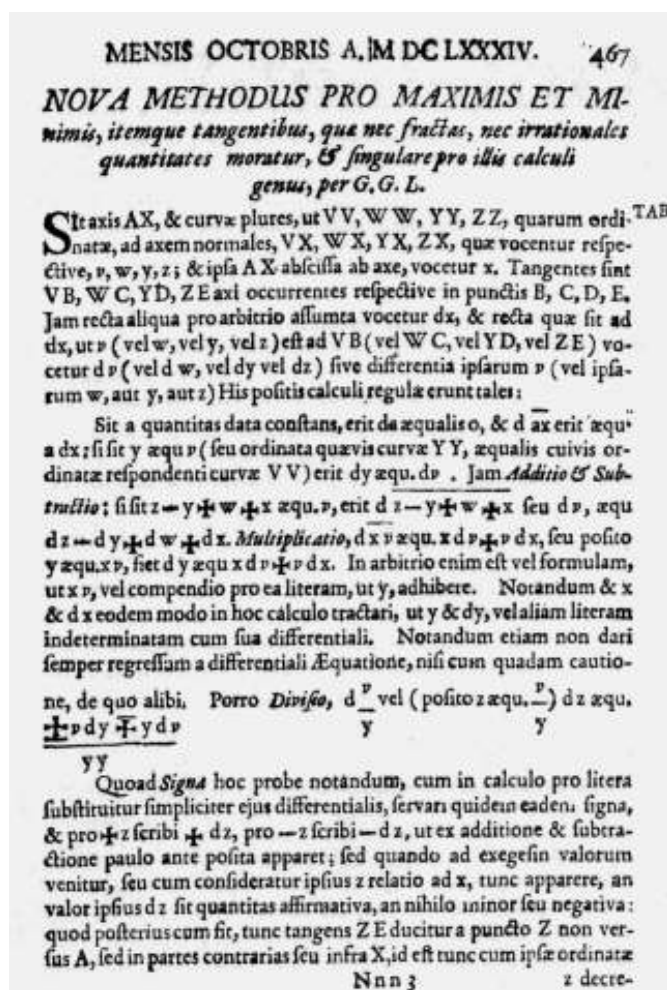 MENSIS OCTOBRIS A. M DC LXXXIV. 467
NOVA METHODUS PRO MAXIMIS ET MI-
nimis, itemque tangentibus, quæ nec fractas, nec irrationales
quantitates moratur, & ſingulare pro illis calculi
genus, per G. G. L.
SIt axis AX, & curvæ plures, ut VV, WW, YY, ZZ, quarum ordi- TAB
natæ, ad axem normales, VX, WX, YX, ZX, quæ vocentur reſpe-
ctive, v, w, y, z; & ipſa AX abſciſſa ab axe, vocetur x. Tangentes ſint
VB, WC, YD, ZE axi occurrentes reſpective in punctis B, C, D, E.
Jam recta aliqua pro arbitrio aſſumta vocetur dx, & recta quæ ſit ad
dx, ut v (vel w, vel y, vel z) eſt ad VB (vel WC, vel YD, vel ZE) vo-
cetur dv (vel dw, vel dy vel dz) ſive differentia ipſarum v (vel ipſa-
rum w, aut y, aut z) His poſitis calculi regulæ erunt tales:
Sit a quantitas data conſtans, erit da æqualis 0, & d ax erit æqu.
a dx: ſi ſit y æqu v (ſeu ordinata quævis curvæ YY, æqualis cuivis or-
dinatæ reſpondenti curvæ VV) erit dy æqu. dv. Jam Additio & Sub-
tractio: ſi ſit z - y + w + x æqu. v, erit d z - y + w + x ſeu dv, æqu
dz - dy + dw + dx. Multiplicatio, d x v æqu. x dv + v dx, ſeu poſito
y æqu. x v, fiet d y æqu x dv + v dx. In arbitrio enim eſt vel formulam,
ut x v, vel compendio pro ea literam, ut y, adhibere. Notandum & x
& dx eodem modo in hoc calculo tractari, ut y & dy, vel aliam literam
indeterminatam cum ſua differentiali. Notandum etiam non dari
ſemper regreſſum a differentiali Æquatione, niſi cum quadam cautio-
ne, de quo alibi. Porro Diviſio, d v/y vel (poſito z æqu. v/y) dz æqu.
± v dy ∓ y dv
yy
Quoad Signa hoc probe notandum, cum in calculo pro litera
ſubſtituitur ſimpliciter ejus differentialis, ſervari quidem eadem ſigna,
& pro + z ſcribi + dz, pro - z ſcribi - dz, ut ex additione & ſubtra-
ctione paulo ante poſita apparet; ſed quando ad exegeſin valorum
venitur, ſeu cum conſideratur ipſius z relatio ad x, tunc apparere, an
valor ipſius dz ſit quantitas affirmativa, an nihilo minor ſeu negativa:
quod poſterius cum fit, tunc tangens ZE ducitur a puncto Z non ver-
ſus A, ſed in partes contrarias ſeu infra X, id eſt tunc cum ipſæ ordinatæ
Nnn 3 z decre-